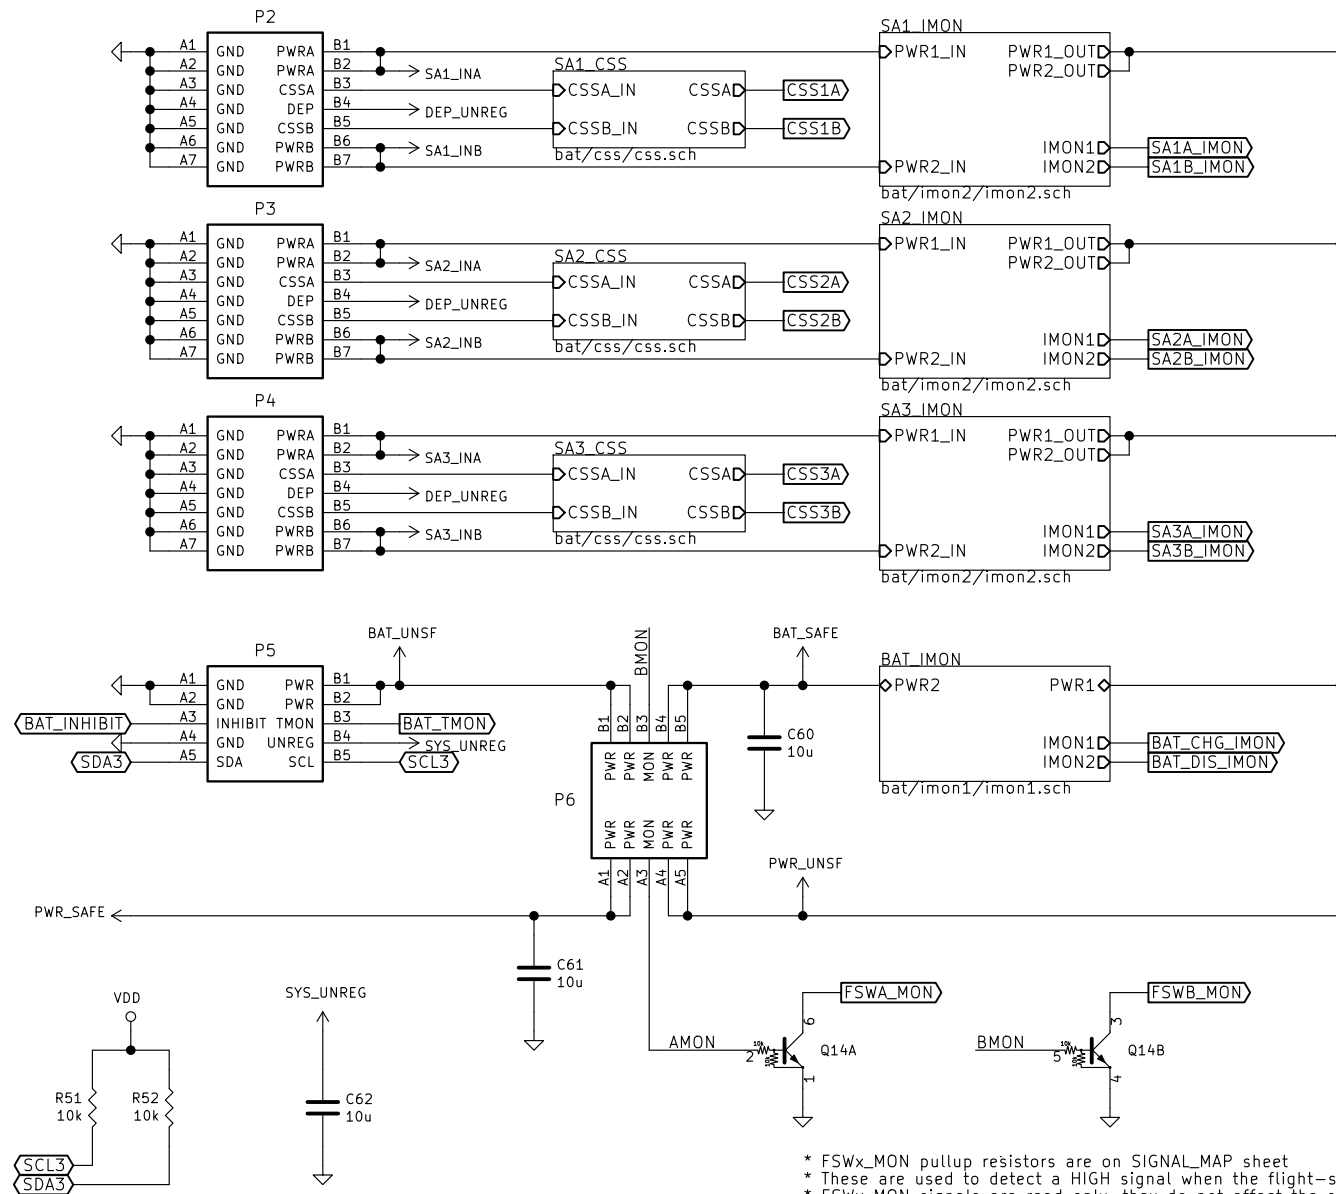 P2
A1 GND PWRA B1
A2 GND PWRA B2 SA1_INA
A3 GND CSSA B3
A4 GND DEP B4 DEP_UNREG
A5 GND CSSB B5
A6 GND PWRB B6 SA1_INB
A7 GND PWRB B7
SA1_CSS
CSSA_IN CSSA CSS1A
CSSB_IN CSSB CSS1B
bat/css/css.sch
SA1_IMON
PWR1_IN PWR1_OUT
PWR2_OUT
IMON1 SA1A_IMON
PWR2_IN IMON2 SA1B_IMON
bat/imon2/imon2.sch
P3
A1 GND PWRA B1
A2 GND PWRA B2 SA2_INA
A3 GND CSSA B3
A4 GND DEP B4 DEP_UNREG
A5 GND CSSB B5
A6 GND PWRB B6 SA2_INB
A7 GND PWRB B7
SA2_CSS
CSSA_IN CSSA CSS2A
CSSB_IN CSSB CSS2B
bat/css/css.sch
SA2_IMON
PWR1_IN PWR1_OUT
PWR2_OUT
IMON1 SA2A_IMON
PWR2_IN IMON2 SA2B_IMON
bat/imon2/imon2.sch
P4
A1 GND PWRA B1
A2 GND PWRA B2 SA3_INA
A3 GND CSSA B3
A4 GND DEP B4 DEP_UNREG
A5 GND CSSB B5
A6 GND PWRB B6 SA3_INB
A7 GND PWRB B7
SA3_CSS
CSSA_IN CSSA CSS3A
CSSB_IN CSSB CSS3B
bat/css/css.sch
SA3_IMON
PWR1_IN PWR1_OUT
PWR2_OUT
IMON1 SA3A_IMON
PWR2_IN IMON2 SA3B_IMON
bat/imon2/imon2.sch
P5
BAT_UNSF
A1 GND PWR B1
A2 GND PWR B2
BAT_INHIBIT A3 INHIBIT TMON B3 BAT_TMON
A4 GND UNREG B4 SYS_UNREG
SDA3 A5 SDA SCL B5 SCL3
BMON
BAT_SAFE
B1 B2 B3 B4 B5
PWR PWR MON PWR PWR
P6
PWR PWR MON PWR PWR
A1 A2 A3 A4 A5
C60
10u
BAT_IMON
PWR2 PWR1
IMON1 BAT_CHG_IMON
IMON2 BAT_DIS_IMON
bat/imon1/imon1.sch
PWR_UNSF
PWR_SAFE
C61
10u
VDD
R51
10k
R52
10k
SCL3
SDA3
SYS_UNREG
C62
10u
AMON
2
10k
10k
6
1
Q14A
FSWA_MON
BMON
5
10k
10k
3
4
Q14B
FSWB_MON
* FSWx_MON pullup resistors are on SIGNAL_MAP sheet
* These are used to detect a HIGH signal when the flight-s